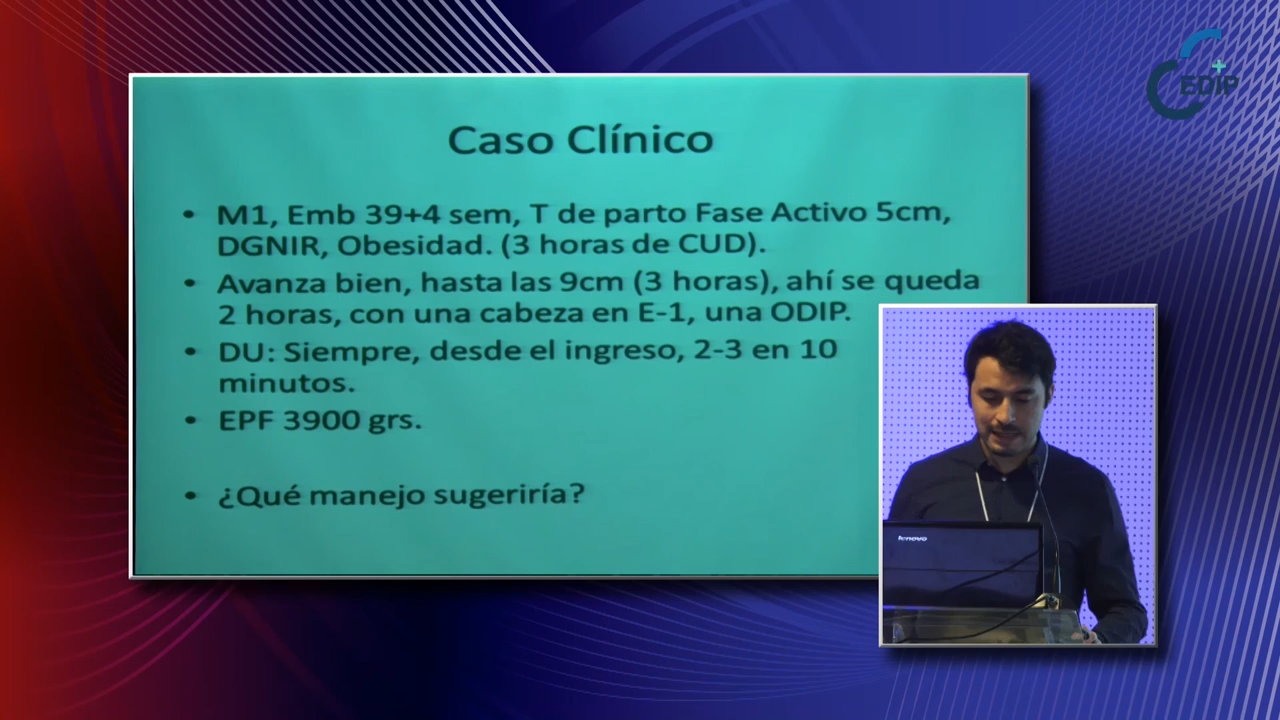 Caso Clínico
• M1, Emb 39+4 sem, T de parto Fase Activo 5cm,
DGNIR, Obesidad. (3 horas de CUD).
• Avanza bien, hasta las 9cm (3 horas), ahí se queda
2 horas, con una cabeza en E-1, una ODIP.
• DU: Siempre, desde el ingreso, 2-3 en 10
minutos.
• EPF 3900 grs.
• ¿Qué manejo sugeriría?
CEDIP
lenovo